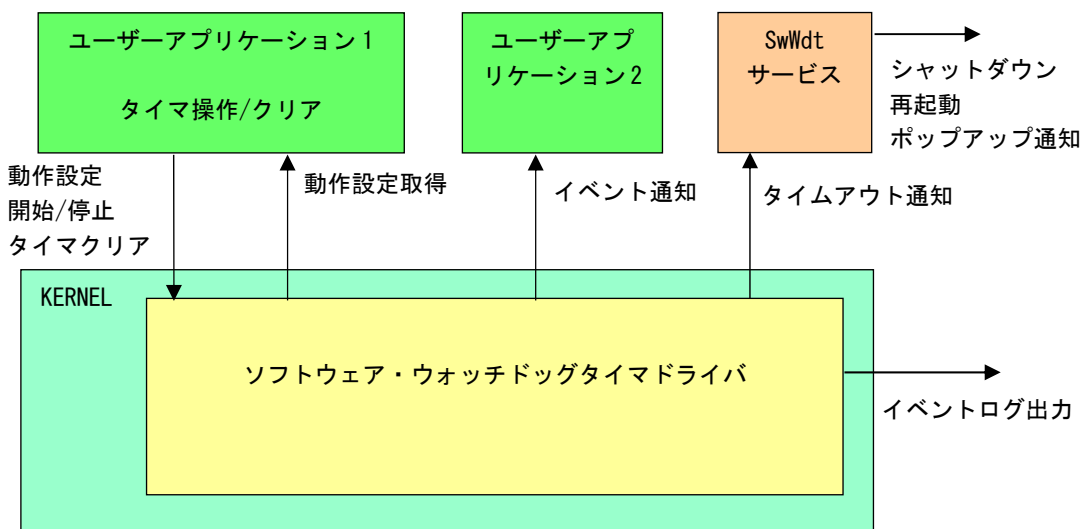 ユーザーアプリケーション１
タイマ操作/クリア
ユーザーアプ
リケーション２
SwWdt
サービス
シャットダウン
再起動
ポップアップ通知
動作設定
開始/停止
タイマクリア
動作設定取得
イベント通知
タイムアウト通知
KERNEL
ソフトウェア・ウォッチドッグタイマドライバ
イベントログ出力